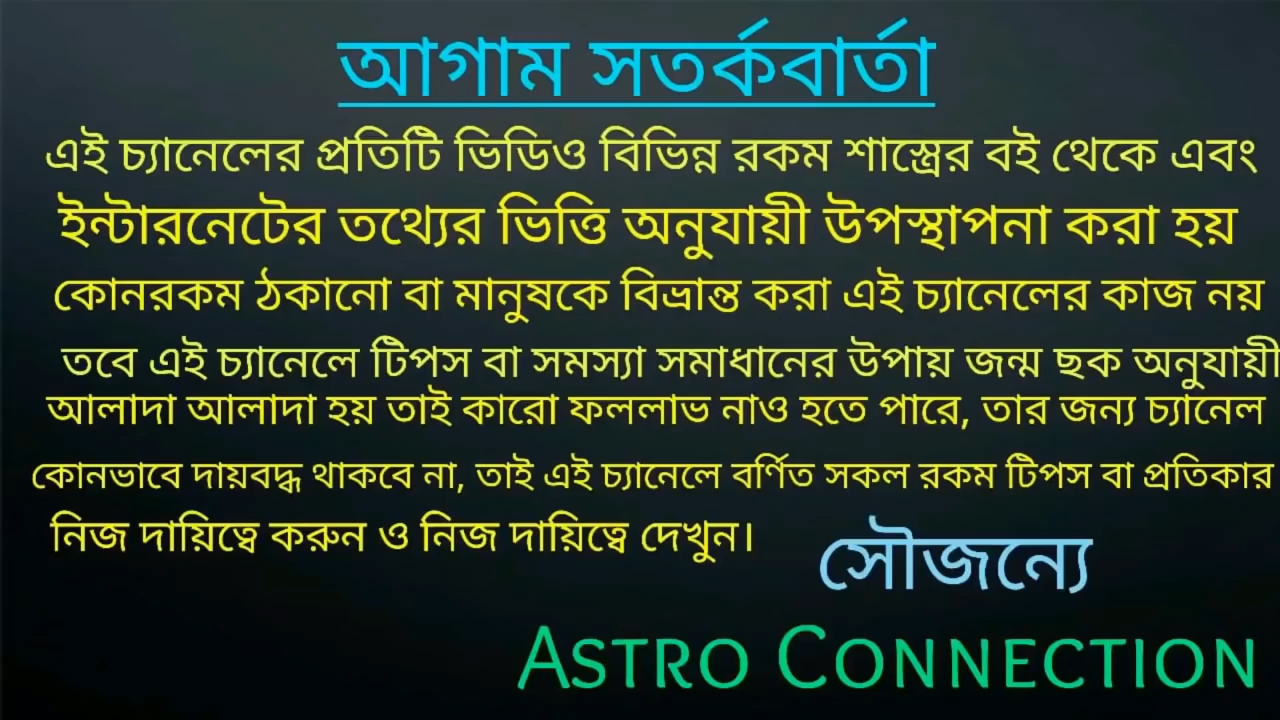 আগাম সতর্কবার্তা
এই চ্যানেলের প্রতিটি ভিডিও বিভিন্ন রকম শাস্ত্রের বই থেকে এবং
ইন্টারনেটের তথ্যের ভিত্তি অনুযায়ী উপস্থাপনা করা হয়
কোনরকম ঠকানো বা মানুষকে বিভ্রান্ত করা এই চ্যানেলের কাজ নয়
তবে এই চ্যানেলে টিপস বা সমস্যা সমাধানের উপায় জন্ম ছক অনুযায়ী
আলাদা আলাদা হয় তাই কারো ফললাভ নাও হতে পারে, তার জন্য চ্যানেল
কোনভাবে দায়বদ্ধ থাকবে না, তাই এই চ্যানেলে বর্ণিত সকল রকম টিপস বা প্রতিকার
নিজ দায়িত্বে করুন ও নিজ দায়িত্বে দেখুন।
সৌজন্যে
ASTRO CONNECTION